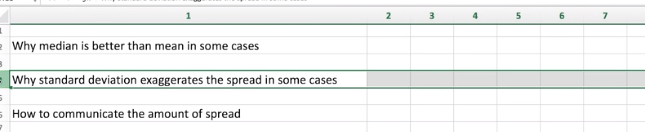 1 2 3 4 5 6 7
Why median is better than mean in some cases
Why standard deviation exaggerates the spread in some cases
How to communicate the amount of spread